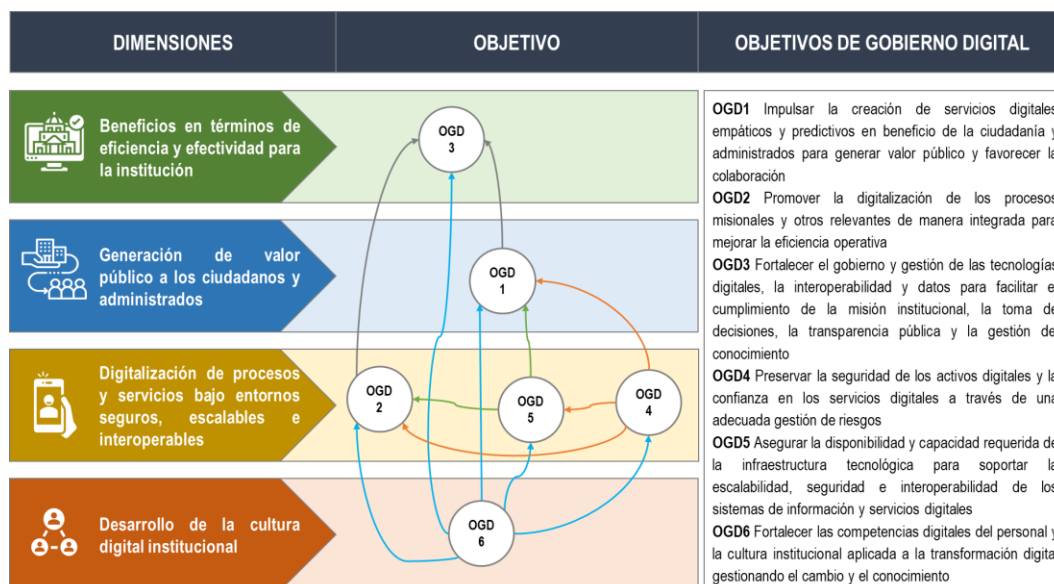 DIMENSIONES
OBJETIVO
OBJETIVOS DE GOBIERNO DIGITAL
Beneficios en términos de
eficiencia y efectividad para
la institución
Generación de valor
público a los ciudadanos y
administrados
Digitalización de procesos
y servicios bajo entornos
seguros, escalables e
interoperables
Desarrollo de la cultura
digital institucional
OGD
3
OGD
1
OGD
2
OGD
5
OGD
4
OGD
6
OGD1 Impulsar la creación de servicios digitales
empáticos y predictivos en beneficio de la ciudadanía y
administrados para generar valor público y favorecer la
colaboración
OGD2 Promover la digitalización de los procesos
misionales y otros relevantes de manera integrada para
mejorar la eficiencia operativa
OGD3 Fortalecer el gobierno y gestión de las tecnologías
digitales, la interoperabilidad y datos para facilitar e
cumplimiento de la misión institucional, la toma de
decisiones, la transparencia pública y la gestión de
conocimiento
OGD4 Preservar la seguridad de los activos digitales y la
confianza en los servicios digitales a través de una
adecuada gestión de riesgos
OGD5 Asegurar la disponibilidad y capacidad requerida de
la infraestructura tecnológica para soportar la
escalabilidad, seguridad e interoperabilidad de los
sistemas de información y servicios digitales
OGD6 Fortalecer las competencias digitales del personal y
la cultura institucional aplicada a la transformación digita
gestionando el cambio y el conocimiento